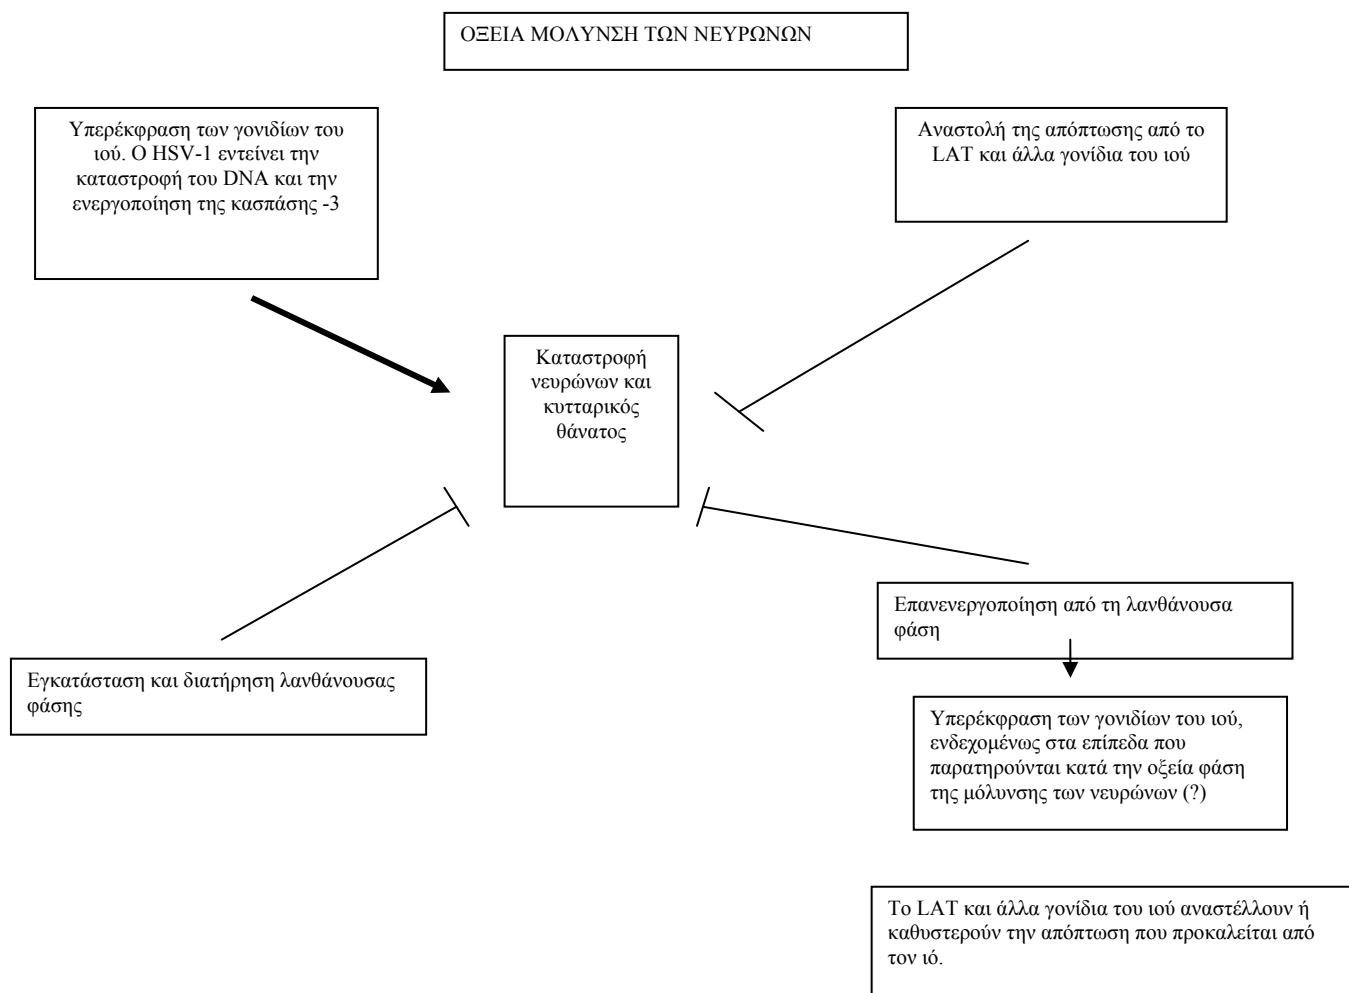 ΟΞΕΙΑ ΜΟΛΥΝΣΗ ΤΩΝ ΝΕΥΡΩΝΩΝ
Υπερέκφραση των γονιδίων του
ιού. Ο HSV-1 εντείνει την
καταστροφή του DNA και την
ενεργοποίηση της κασπάσης -3
Αναστολή της απόπτωσης από το
LAT και άλλα γονίδια του ιού
Καταστροφή
νευρώνων και
κυτταρικός
θάνατος
Εγκατάσταση και διατήρηση λανθάνουσας
φάσης
Επανενεργοποίηση από τη λανθάνουσα
φάση
Υπερέκφραση των γονιδίων του ιού,
ενδεχομένως στα επίπεδα που
παρατηρούνται κατά την οξεία φάση
της μόλυνσης των νευρώνων (?)
Το LAT και άλλα γονίδια του ιού αναστέλλουν ή
καθυστερούν την απόπτωση που προκαλείται από
τον ιό.